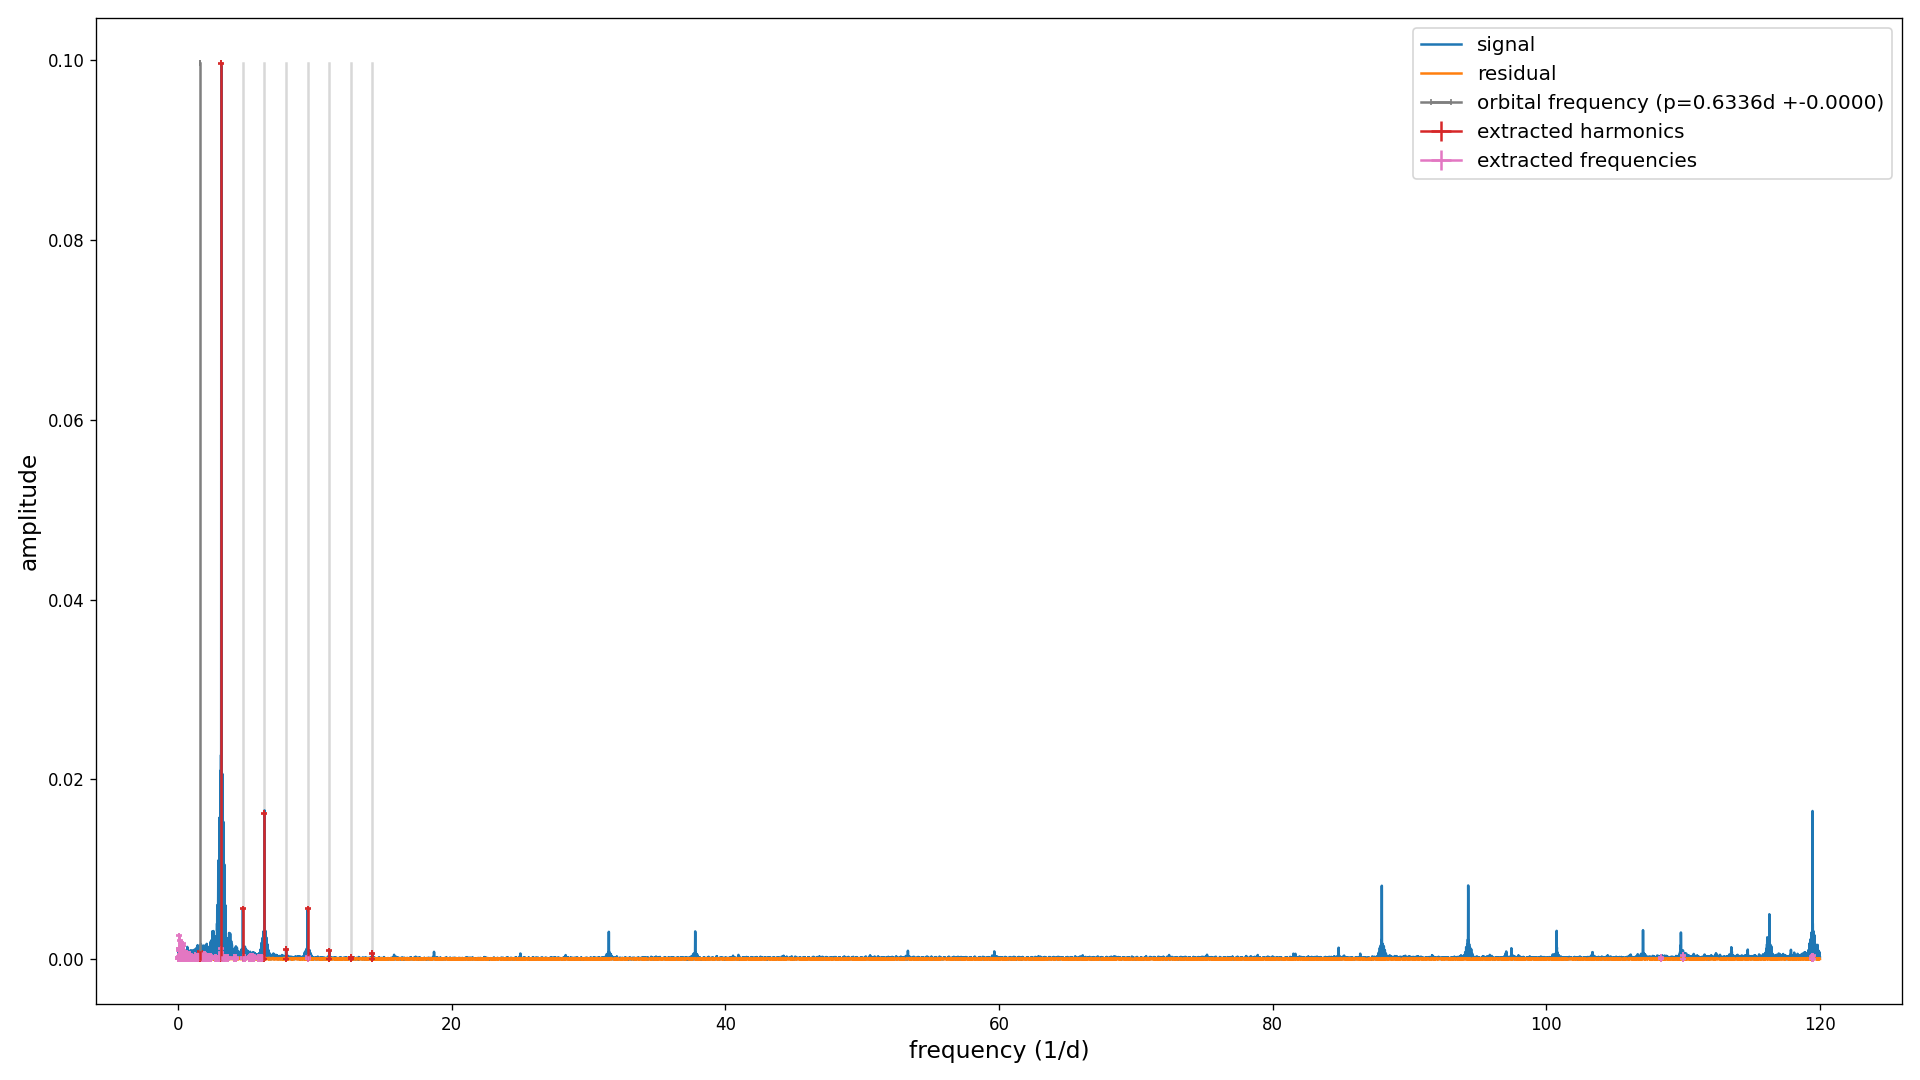 signal
residual
orbital frequency (p=0.6336d +-0.0000)
extracted harmonics
extracted frequencies
0.10
0.08
0.06
0.04
0.02
0.00
amplitude
0 20 40 60 80 100 120
frequency (1/d)